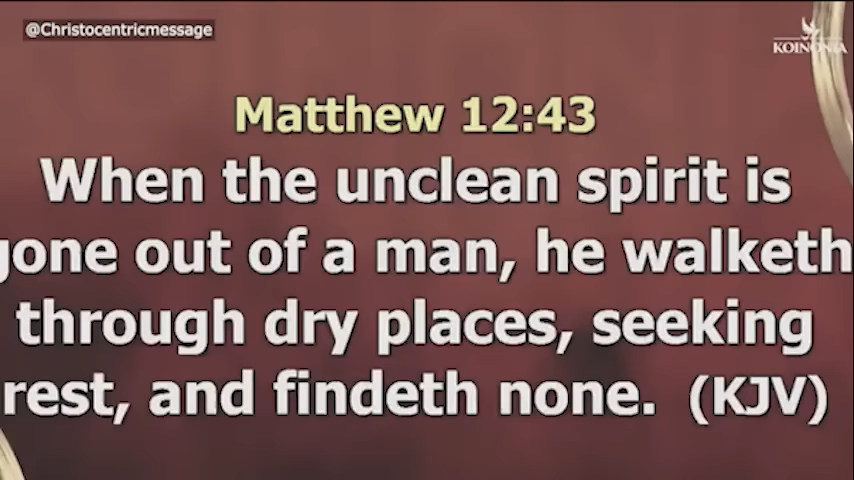 @Christocentricmessage
KOINONIA
Matthew 12:43
When the unclean spirit is
gone out of a man, he walketh
through dry places, seeking
rest, and findeth none. (KJV)